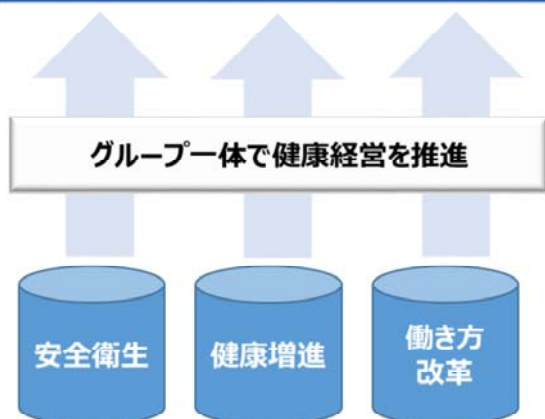 グループ一体で健康経営を推進
安全衛生
健康増進
働き方
改革